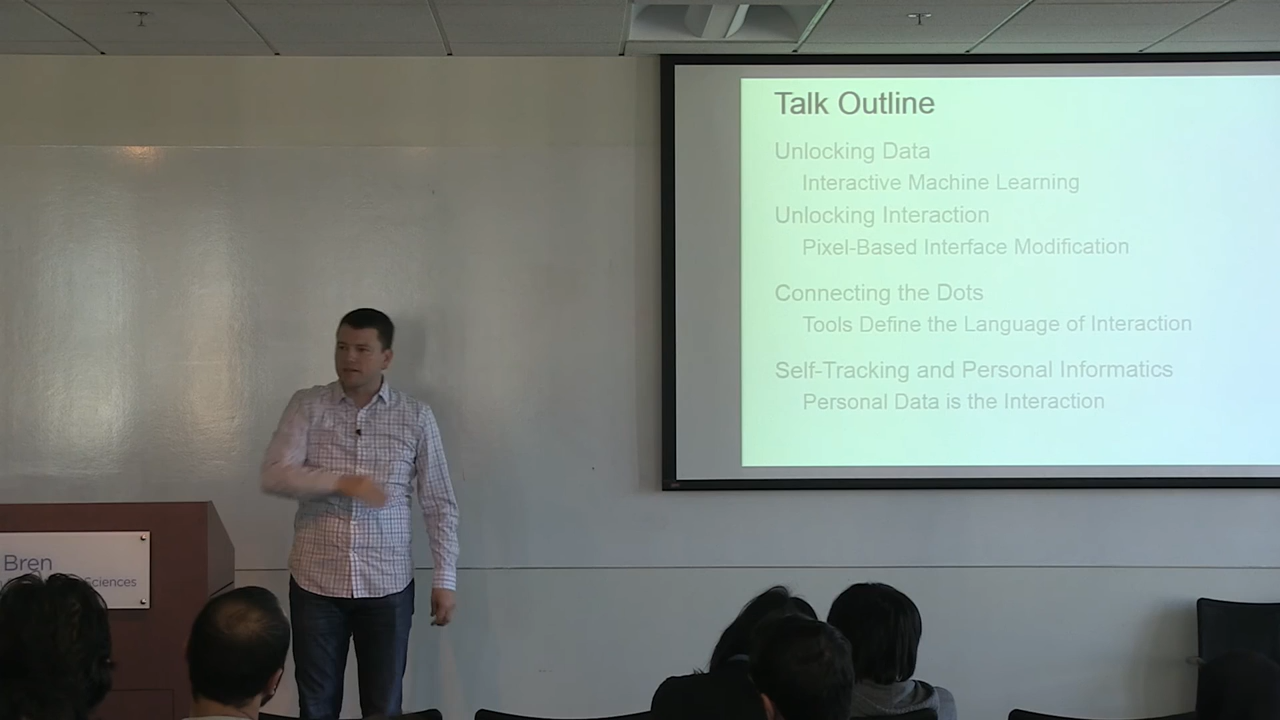 Talk Outline
Unlocking Data
Interactive Machine Learning
Unlocking Interaction
Pixel-Based Interface Modification
Connecting the Dots
Tools Define the Language of Interaction
Self-Tracking and Personal Informatics
Personal Data is the Interaction
Bren
Sciences